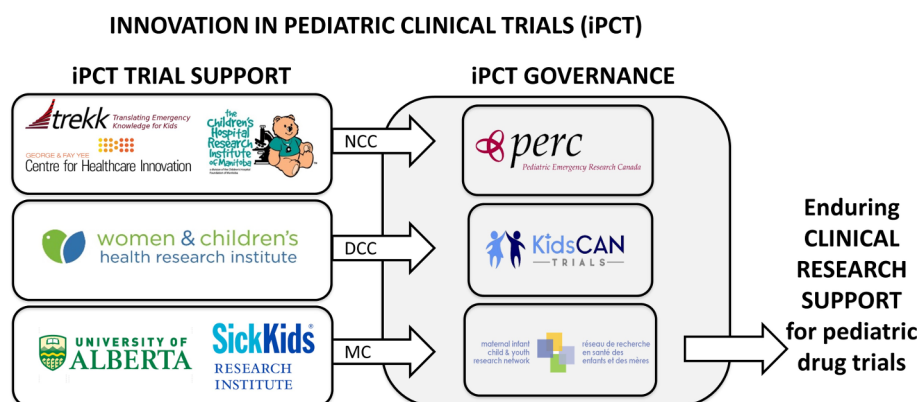 INNOVATION IN PEDIATRIC CLINICAL TRIALS (iPCT)
iPCT TRIAL SUPPORT
iPCT GOVERNANCE
trekk Translating Emergency
Knowledge for Kids
GEORGE & FAY YEE
Centre for Healthcare Innovation
the
Children's
Hospital
Research
Institute
of Manitoba
NCC
perc
Pediatric Emergency Research Canada
women & children's
health research institute
DCC
KidsCAN
TRIALS
UNIVERSITY OF
ALBERTA
SickKids®
RESEARCH
INSTITUTE
MC
maternal infant
child & youth
research network
réseau de recherche
en santé des
enfants et des mères
Enduring
CLINICAL
RESEARCH
SUPPORT
for pediatric
drug trials